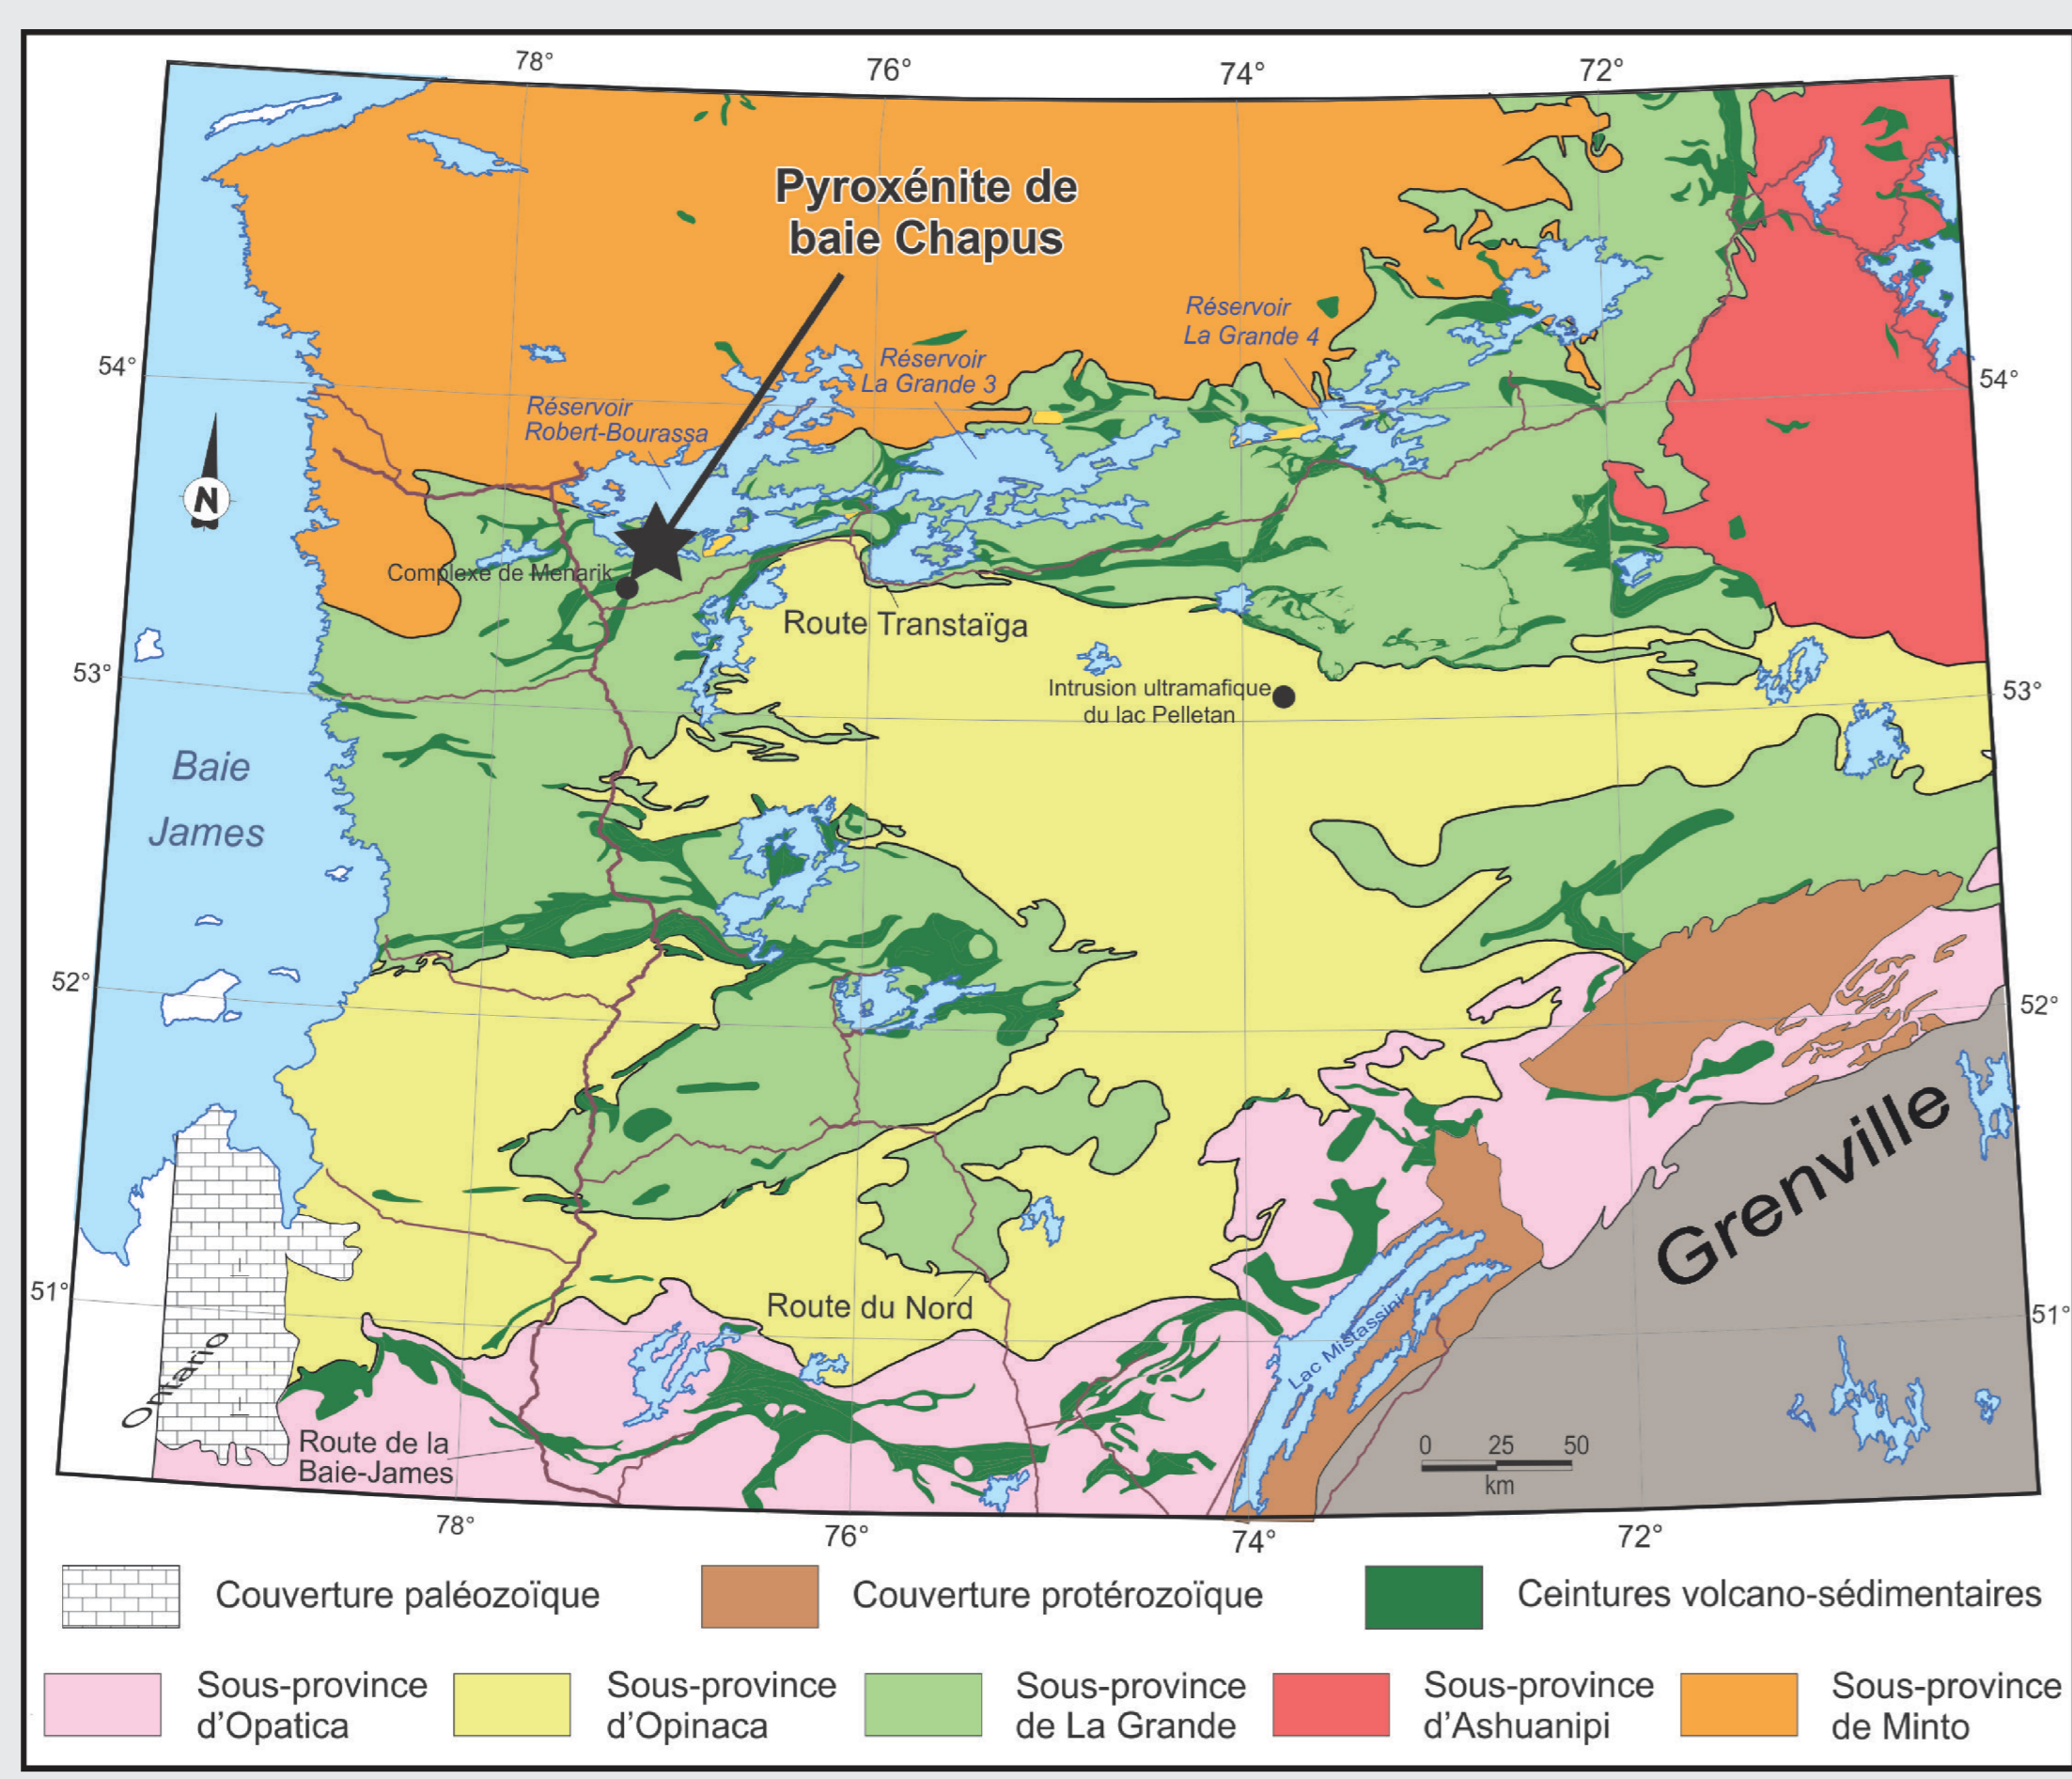 78°
76°
74°
72°
Pyroxénite de
baie Chapus
Réservoir
La Grande 4
Réservoir
La Grande 3
54°
54°
Réservoir
Robert-Bourassa
N
Complexe de Menarik
Route Transtaïga
53°
53°
Intrusion ultramafique
du lac Pelletan
Baie
James
52°
52°
Grenville
51°
51°
Route du Nord
Lac Mistassini
Ontario
Route de la
Baie-James
0 25 50
km
78°
76°
74°
72°
Couverture paléozoïque
Couverture protérozoïque
Ceintures volcano-sédimentaires
Sous-province
d'Opatica
Sous-province
d'Opinaca
Sous-province
de La Grande
Sous-province
d'Ashuanipi
Sous-province
de Minto